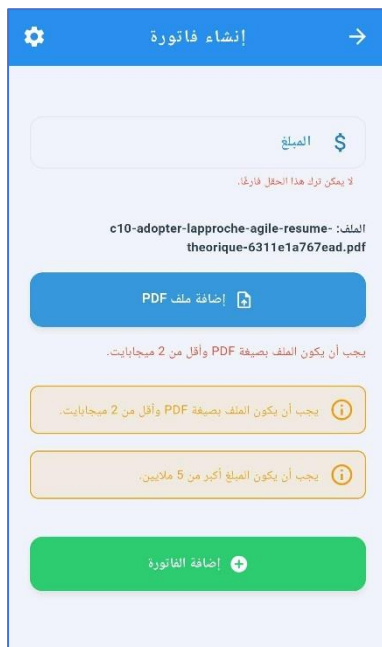 إنشاء فاتورة
المبلغ
لا يمكن ترك هذا الحقل فارغًا.
الملف: c10-adopter-lapproche-agile-resume-
theorique-6311e1a767ead.pdf
إضافة ملف PDF
يجب أن يكون الملف بصيغة PDF وأقل من 2 ميجابايت.
يجب أن يكون الملف بصيغة PDF وأقل من 2 ميجابايت.
يجب أن يكون المبلغ أكبر من 5 ملايين.
إضافة الفاتورة